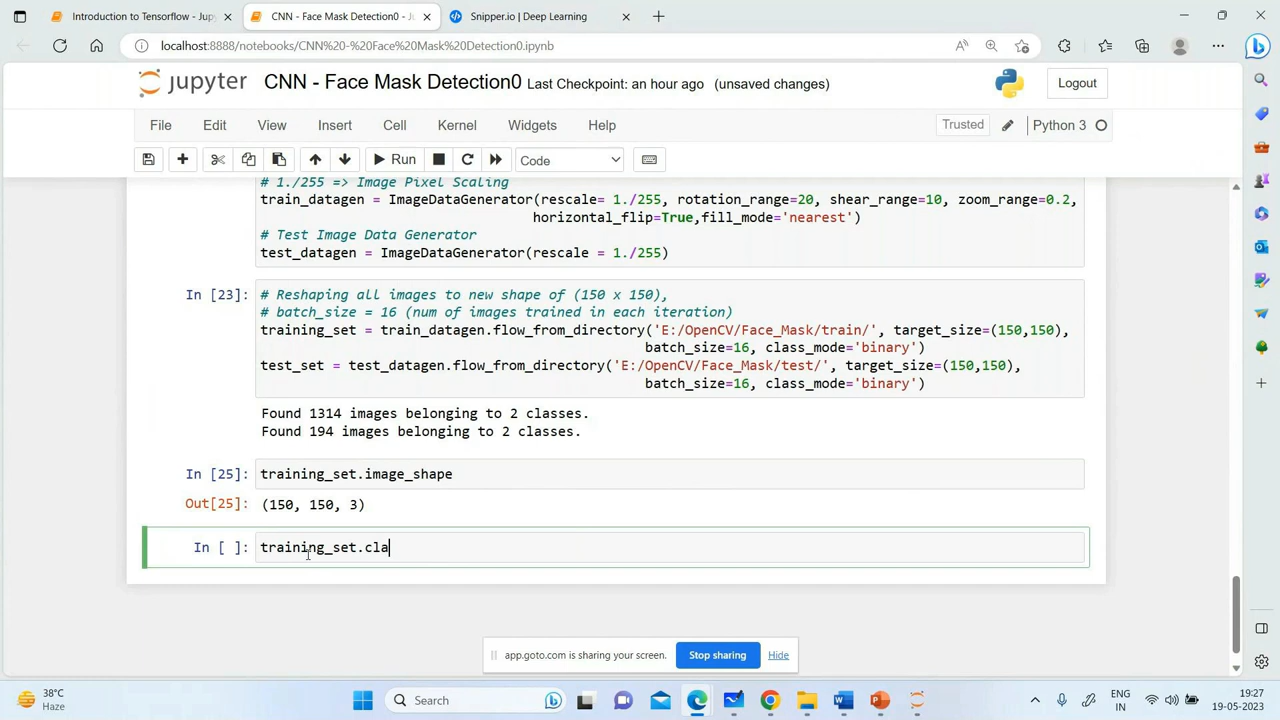 Introduction to Tensorflow - Jupy
CNN - Face Mask Detection0 - J
Snipper.io | Deep Learning
localhost:8888/notebooks/CNN%20-%20Face%20Mask%20Detection0.ipynb
jupyter CNN - Face Mask Detection0 Last Checkpoint: an hour ago (unsaved changes)
Logout
File Edit View Insert Cell Kernel Widgets Help
Trusted Python 3
Run Code
# 1./255 => Image Pixel Scaling
train_datagen = ImageDataGenerator(rescale= 1./255, rotation_range=20, shear_range=10, zoom_range=0.2,
horizontal_flip=True,fill_mode='nearest')
# Test Image Data Generator
test_datagen = ImageDataGenerator(rescale = 1./255)
In [23]: # Reshaping all images to new shape of (150 x 150),
# batch_size = 16 (num of images trained in each iteration)
training_set = train_datagen.flow_from_directory('E:/OpenCV/Face_Mask/train/', target_size=(150,150),
batch_size=16, class_mode='binary')
test_set = test_datagen.flow_from_directory('E:/OpenCV/Face_Mask/test/', target_size=(150,150),
batch_size=16, class_mode='binary')
Found 1314 images belonging to 2 classes.
Found 194 images belonging to 2 classes.
In [25]: training_set.image_shape
Out[25]: (150, 150, 3)
In [ ]: training_set.cla
app.goto.com is sharing your screen. Stop sharing Hide
38°C
Haze
Search
ENG
IN
19:27
19-05-2023